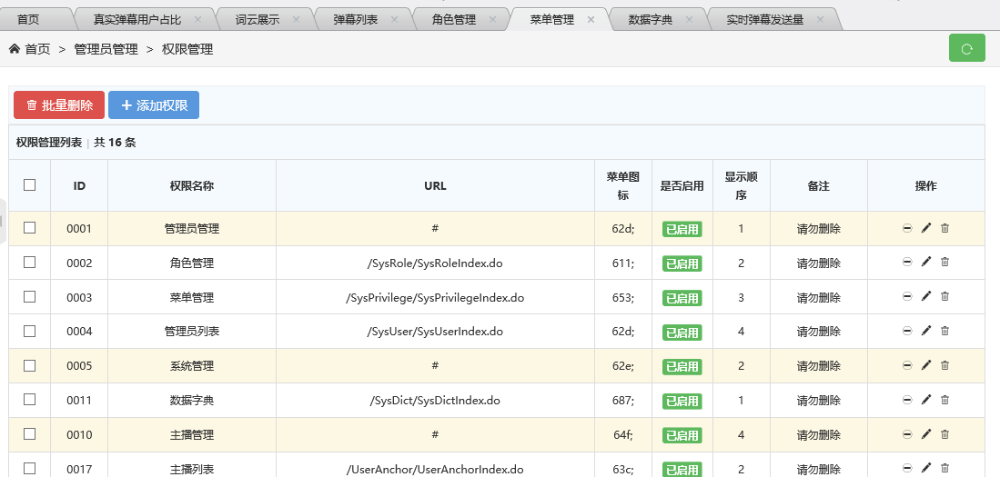 首页 真实弹幕用户占比 词云展示 弹幕列表 角色管理 菜单管理 数据字典 实时弹幕发送量
首页 > 管理员管理 > 权限管理
批量删除 添加权限
权限管理列表 | 共 16 条
ID 权限名称 URL 菜单图标 是否启用 显示顺序 备注 操作
0001 管理员管理 # 62d; 已启用 1 请勿删除
0002 角色管理 /SysRole/SysRoleIndex.do 611; 已启用 2 请勿删除
0003 菜单管理 /SysPrivilege/SysPrivilegeIndex.do 653; 已启用 3 请勿删除
0004 管理员列表 /SysUser/SysUserIndex.do 62d; 已启用 4 请勿删除
0005 系统管理 # 62e; 已启用 2 请勿删除
0011 数据字典 /SysDict/SysDictIndex.do 687; 已启用 1 请勿删除
0010 主播管理 # 64f; 已启用 4 请勿删除
0017 主播列表 /UserAnchor/UserAnchorIndex.do 63c; 已启用 2 请勿删除